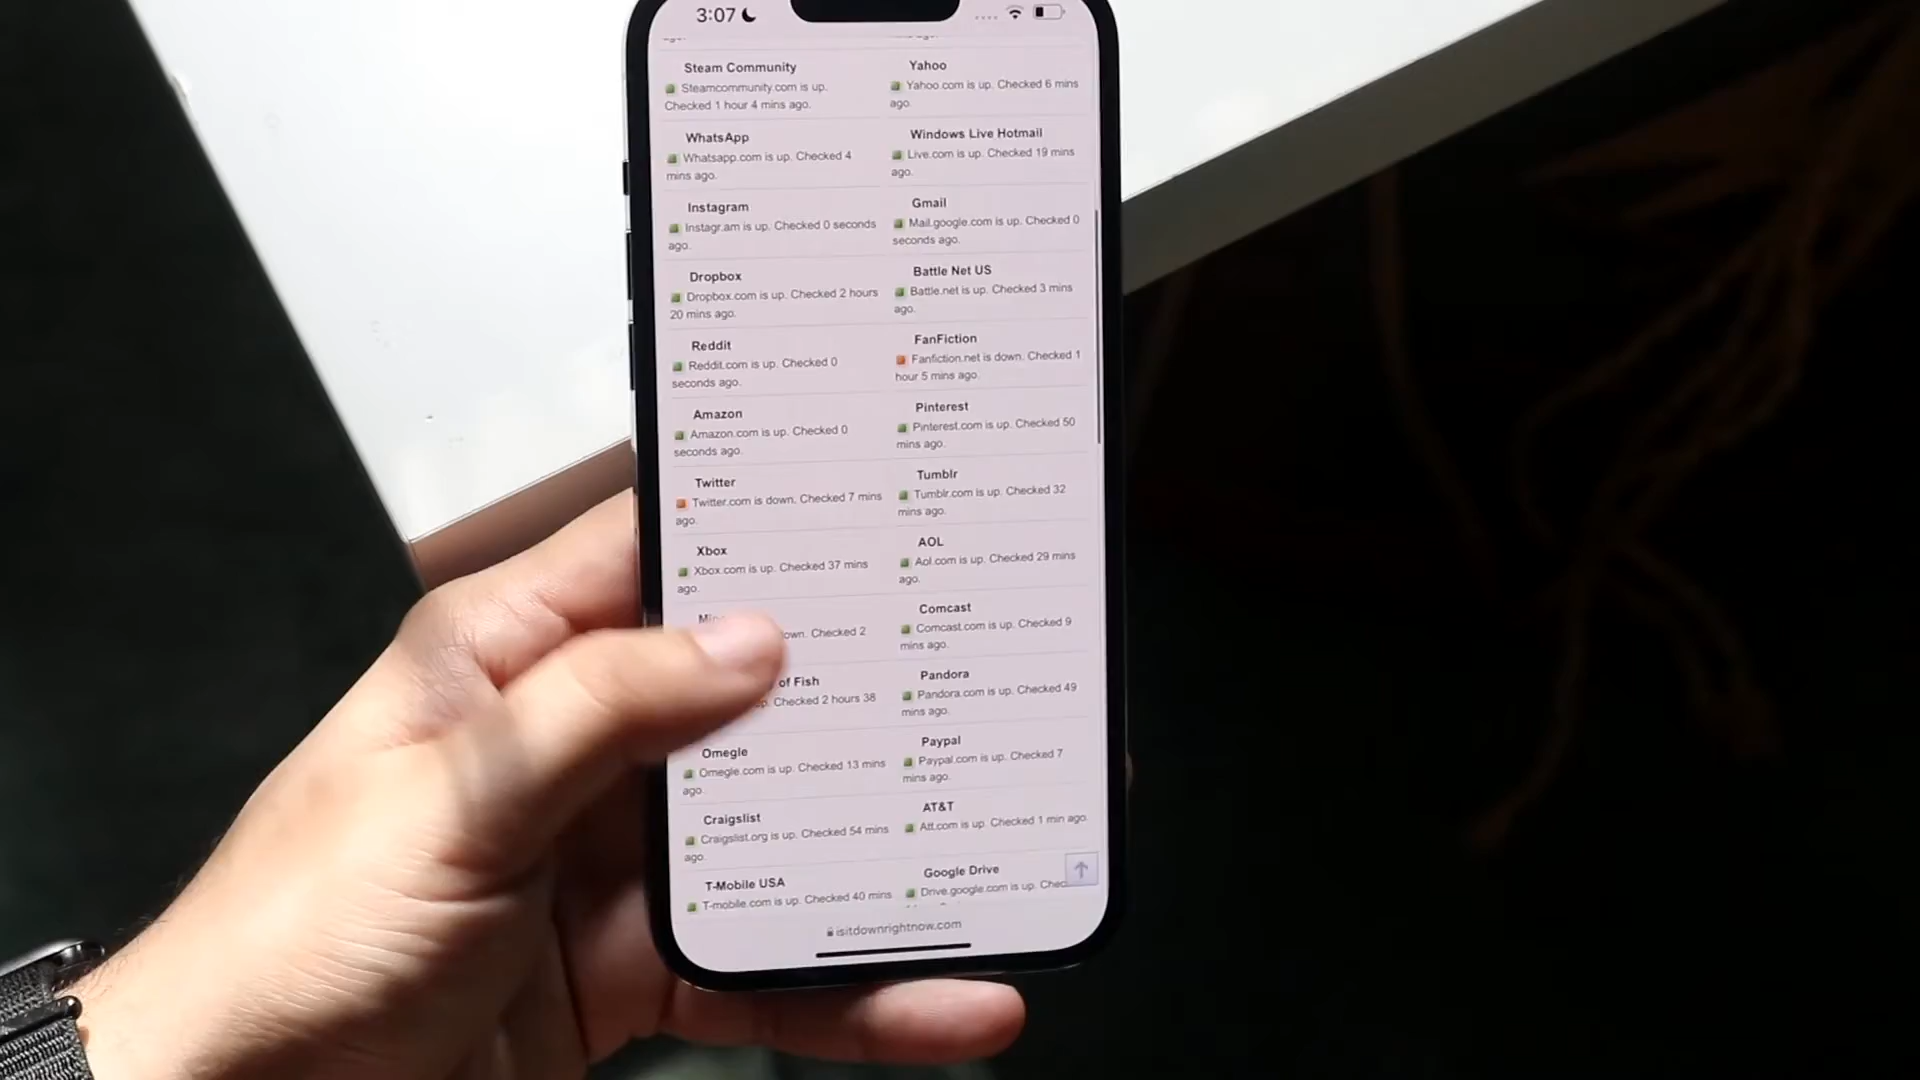 3:07
Steam Community
Steamcommunity.com is up.
Checked 1 hour 4 mins ago.
WhatsApp
Whatsapp.com is up. Checked 4
mins ago.
Instagram
Instagr.am is up. Checked 0 seconds
ago.
Dropbox
Dropbox.com is up. Checked 2 hours
20 mins ago.
Reddit
Reddit.com is up. Checked 0
seconds ago.
Amazon
Amazon.com is up. Checked 0
seconds ago.
Twitter
Twitter.com is down. Checked 7 mins
ago.
Xbox
Xbox.com is up. Checked 37 mins
ago.
Checked 2
of Fish
up. Checked 2 hours 38
Omegle
Omegle.com is up. Checked 13 mins
ago.
Craigslist
Craigslist.org is up. Checked 54 mins
ago.
T-Mobile USA
T-mobile.com is up. Checked 40 mins
Yahoo
Yahoo.com is up. Checked 6 mins
ago.
Windows Live Hotmail
Live.com is up. Checked 19 mins
ago.
Gmail
Mail.google.com is up. Checked 0
seconds ago.
Battle Net US
Battle.net is up. Checked 3 mins
ago.
FanFiction
Fanfiction.net is down. Checked 1
hour 5 mins ago.
Pinterest
Pinterest.com is up. Checked 50
mins ago.
Tumblr
Tumblr.com is up. Checked 32
mins ago.
AOL
Aol.com is up. Checked 29 mins
ago.
Comcast
Comcast.com is up. Checked 9
mins ago.
Pandora
Pandora.com is up. Checked 49
mins ago.
Paypal
Paypal.com is up. Checked 7
mins ago.
AT&T
Att.com is up. Checked 1 min ago.
Google Drive
Drive.google.com is up.
isitdownrightnow.com